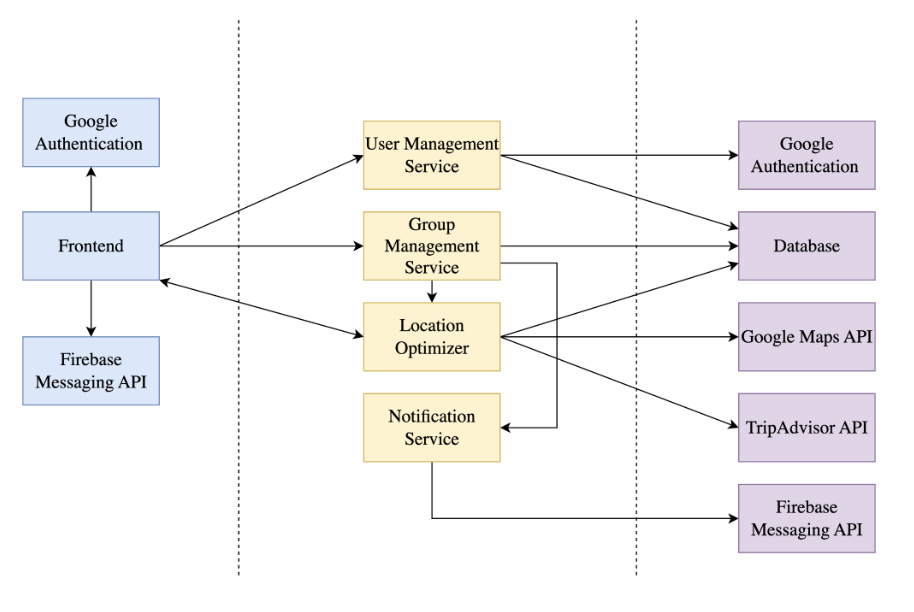 Google
Authentication
Frontend
Firebase
Messaging API
User Management
Service
Group
Management
Service
Location
Optimizer
Notification
Service
Google
Authentication
Database
Google Maps API
TripAdvisor API
Firebase
Messaging API